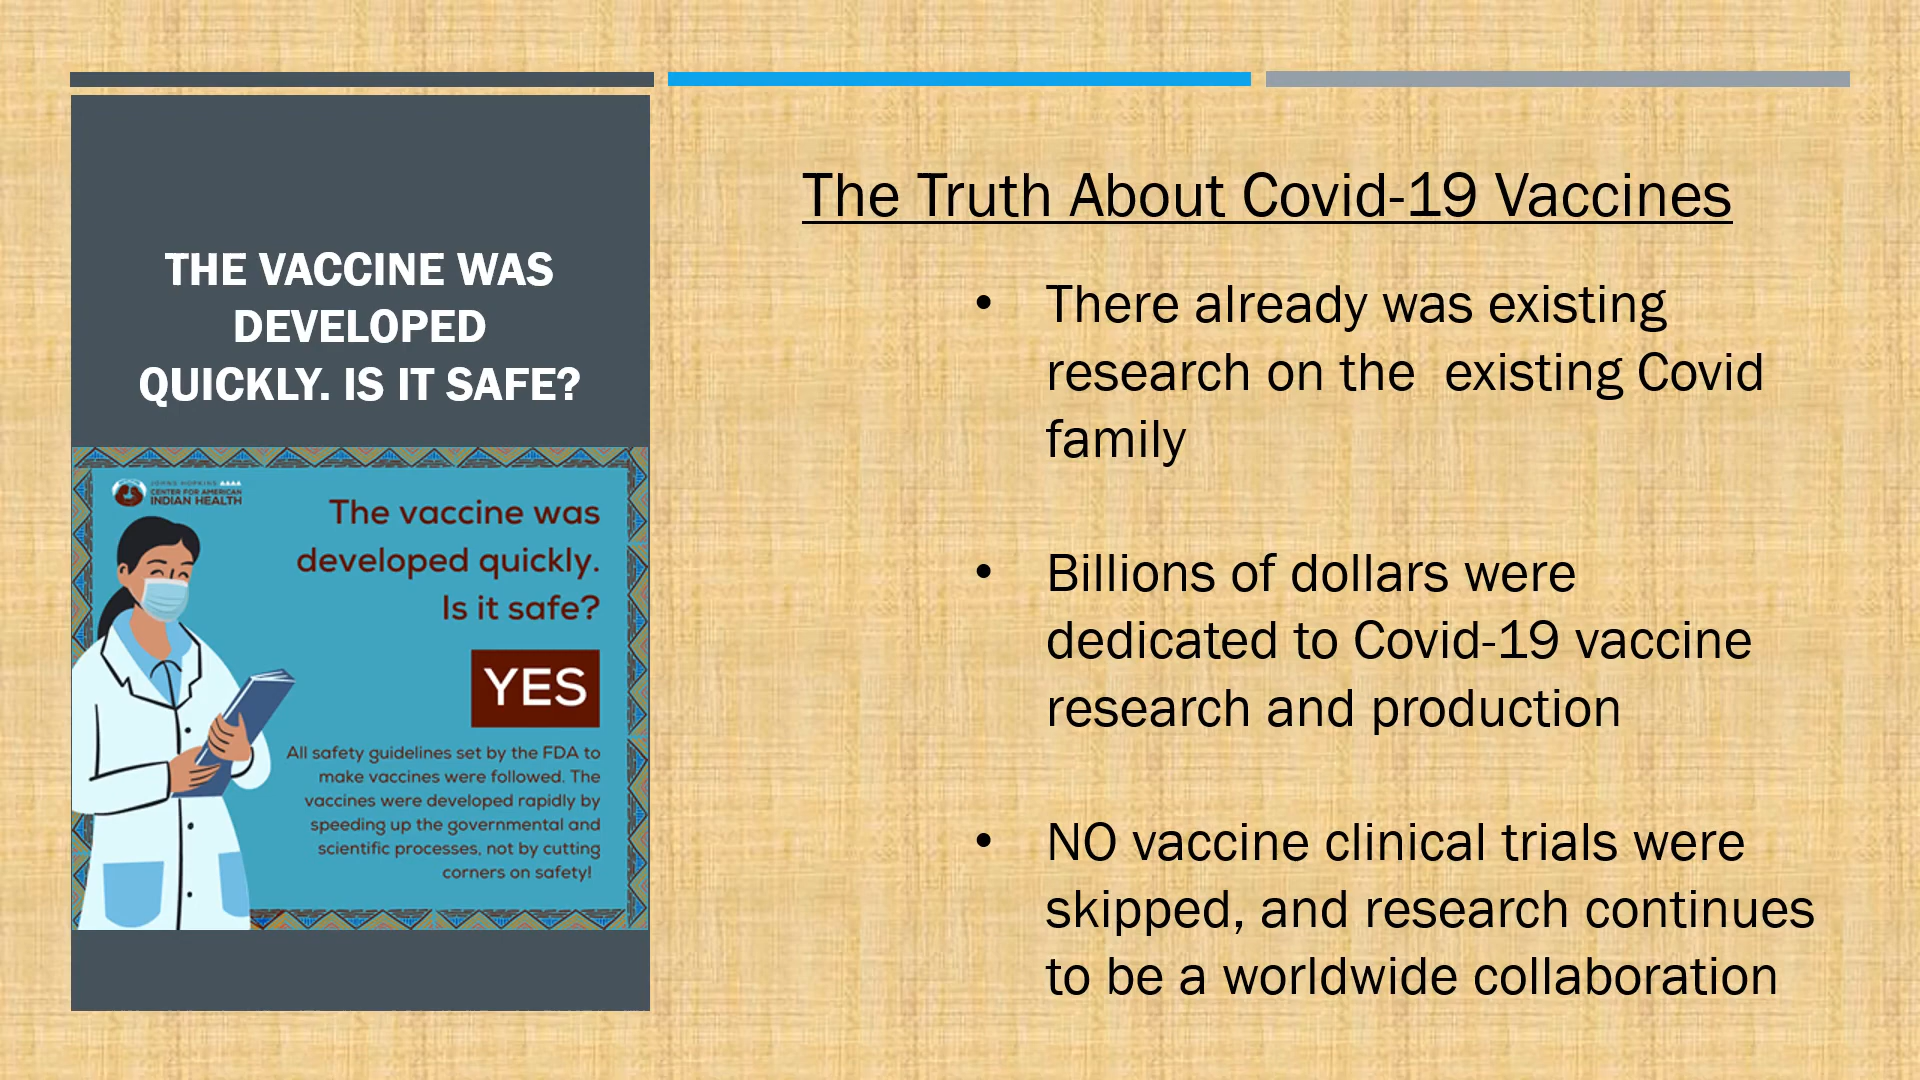 THE VACCINE WAS
DEVELOPED
QUICKLY. IS IT SAFE?
JOHNS HOPKINS
CENTER FOR AMERICAN
INDIAN HEALTH
The vaccine was
developed quickly.
Is it safe?
YES
All safety guidelines set by the FDA to
make vaccines were followed. The
vaccines were developed rapidly by
speeding up the governmental and
scientific processes, not by cutting
corners on safety!
The Truth About Covid-19 Vaccines
• There already was existing
research on the  existing Covid
family
• Billions of dollars were
dedicated to Covid-19 vaccine
research and production
• NO vaccine clinical trials were
skipped, and research continues
to be a worldwide collaboration